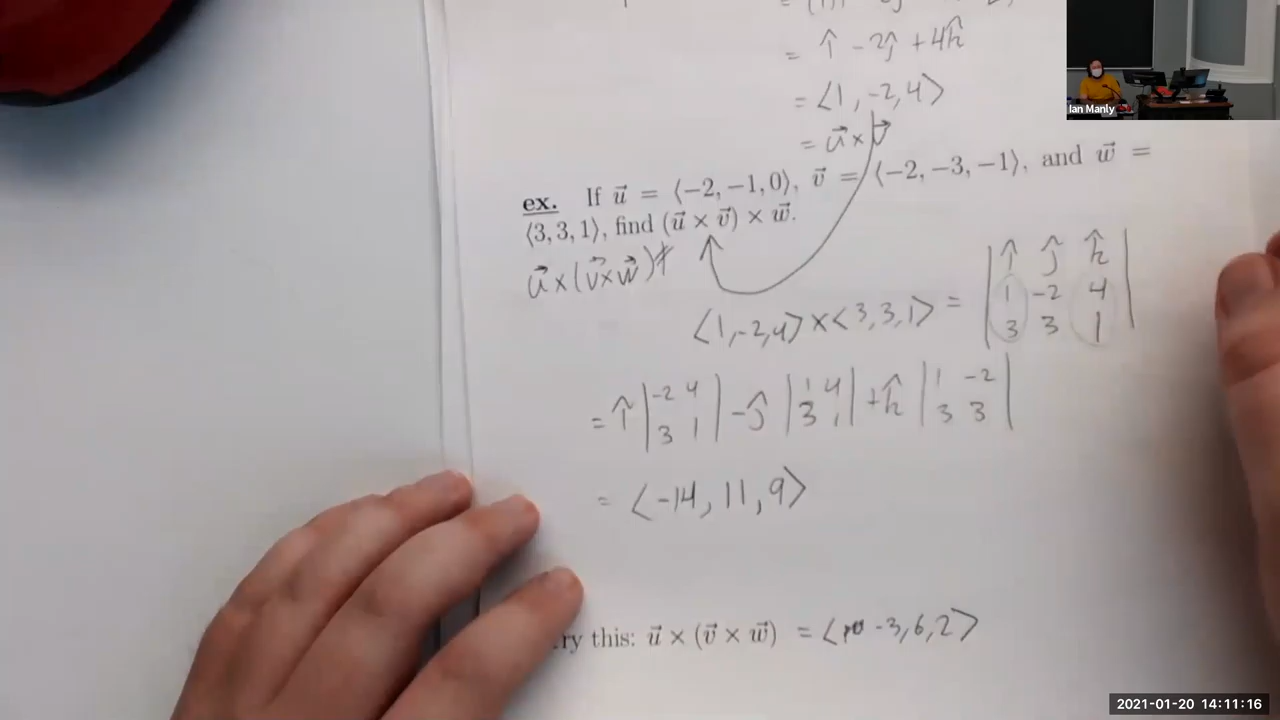 = î - 2ĵ + 4k̂
= ⟨1, -2, 4⟩
= u⃗ × v⃗
ex. If u⃗ = ⟨−2, −1, 0⟩, v⃗ = ⟨−2, −3, −1⟩, and w⃗ =
⟨3, 3, 1⟩, find (u⃗ × v⃗) × w⃗.
u⃗ × (v⃗ × w⃗)
⟨1, -2, 4⟩ × ⟨3, 3, 1⟩ = | î ĵ k̂
1 -2 4
3 3 1 |
= î | -2 4 | - ĵ | 1 4 | + k̂ | 1 -2 |
3 1 3 1 3 3
= ⟨-14, 11, 9⟩
ry this: u⃗ × (v⃗ × w⃗) = ⟨ -3, 6, 2⟩
Ian Manly
2021-01-20 14:11:16